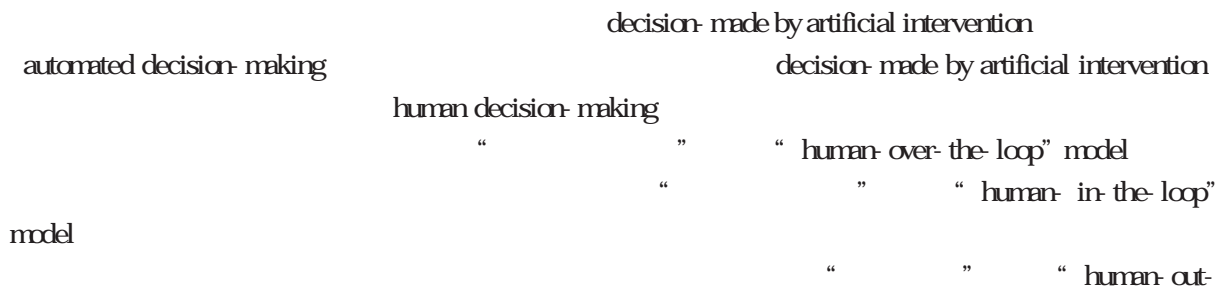 decision- made by artificial intervention
automated decision- making decision- made by artificial intervention
human decision- making
“ ” “ human- over- the- loop” model
“ ” “ human- in- the- loop”
model
“ ” “ human- out-